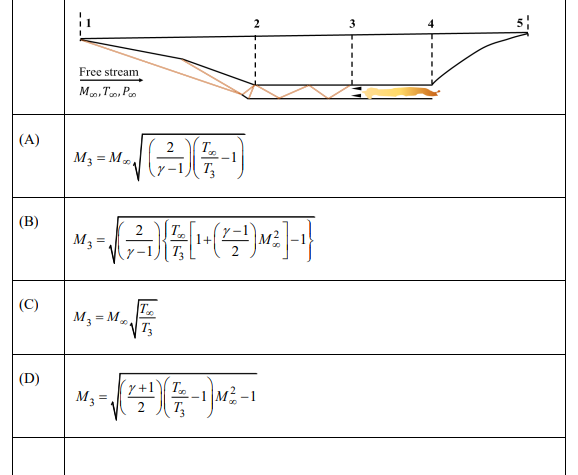 1 2 3 4 5
Free stream
M∞, T∞, P∞
(A) M₃ = M∞ √((2/(γ−1))(T∞/T₃ −1))
(B) M₃ = √((2/(γ−1)){T∞/T₃[1+((γ−1)/2)M∞²]−1})
(C) M₃ = M∞ √(T∞/T₃)
(D) M₃ = √(((γ+1)/2)(T∞/T₃ −1)M∞² −1)